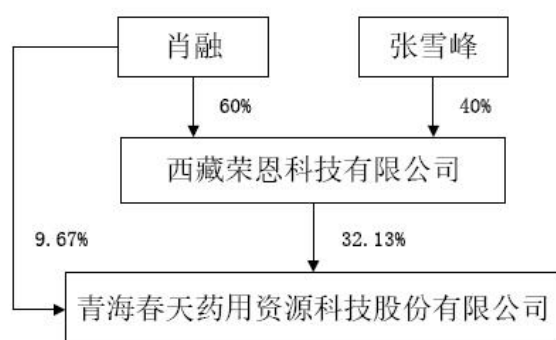 肖融
张雪峰
60%
40%
西藏荣恩科技有限公司
9.67%
32.13%
青海春天药用资源科技股份有限公司